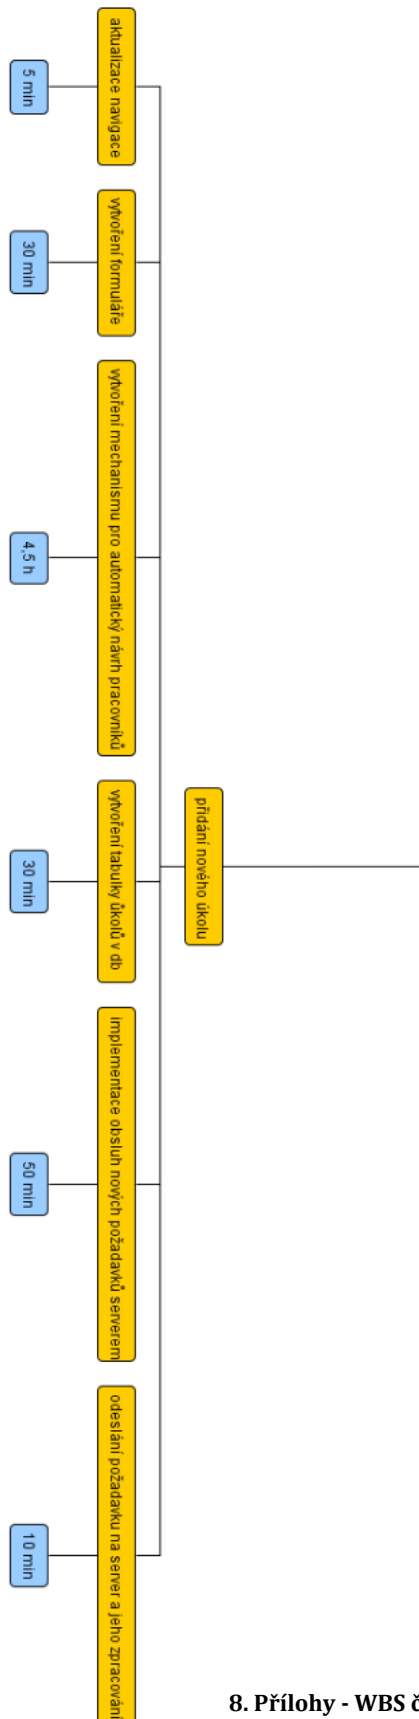 přidání nového úkolu
aktualizace navigace
5 min
vytvoření formuláře
30 min
vytvoření mechanismu pro automatický návrh pracovníků
4,5 h
vytvoření tabulky ůkolů v db
30 min
implementace obsluh nových požadavků serverem
50 min
odeslání požadavku na server a jeho zpracování
10 min
8. Přílohy - WBS č